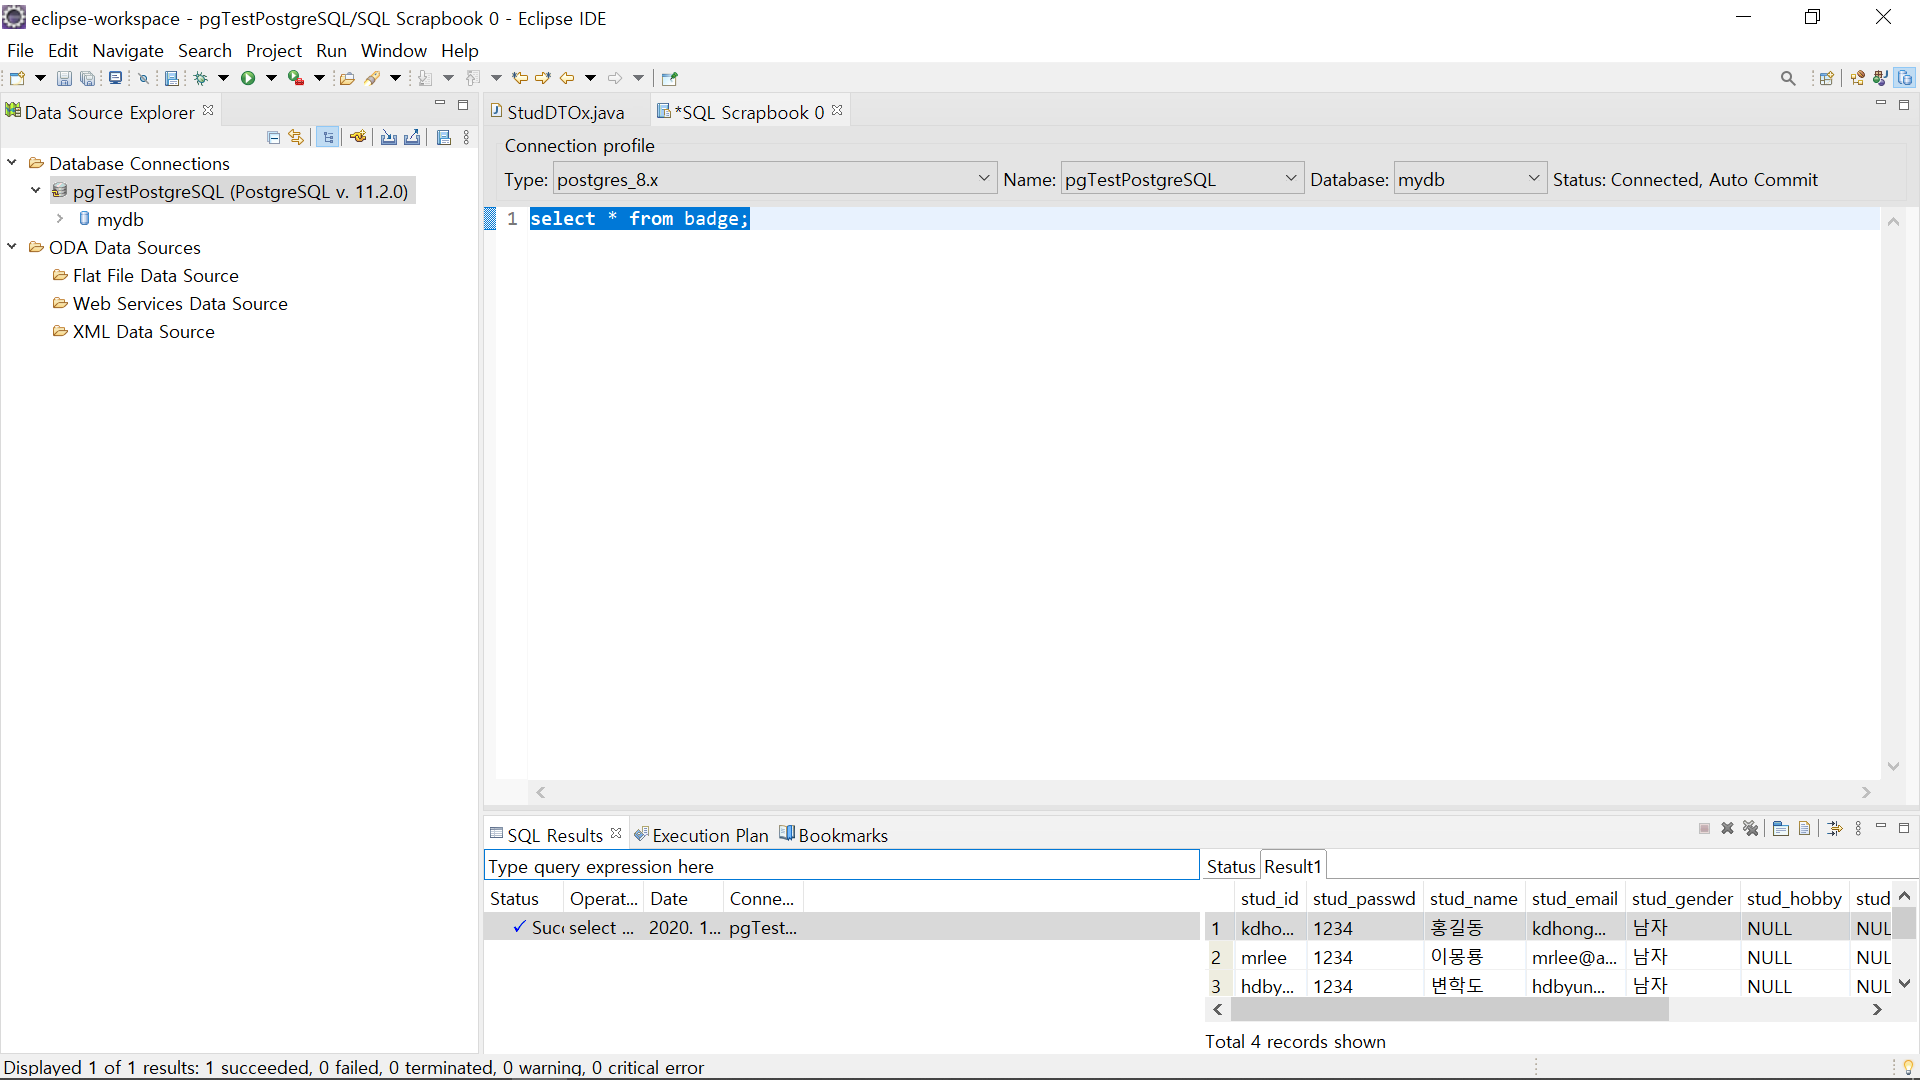 eclipse-workspace - pgTestPostgreSQL/SQL Scrapbook 0 - Eclipse IDE
File Edit Navigate Search Project Run Window Help
Data Source Explorer
Database Connections
pgTestPostgreSQL (PostgreSQL v. 11.2.0)
mydb
ODA Data Sources
Flat File Data Source
Web Services Data Source
XML Data Source
StudDTOx.java *SQL Scrapbook 0
Connection profile
Type: postgres_8.x Name: pgTestPostgreSQL Database: mydb Status: Connected, Auto Commit
1 select * from badge;
SQL Results Execution Plan Bookmarks
Type query expression here
Status Operat... Date Conne...
Suc select ... 2020. 1... pgTest...
Status Result1
stud_id stud_passwd stud_name stud_email stud_gender stud_hobby stud
1 kdho... 1234 홍길동 kdhong... 남자 NULL NUL
2 mrlee 1234 이몽룡 mrlee@a... 남자 NULL NUL
3 hdby... 1234 변학도 hdbyun... 남자 NULL NUL
Total 4 records shown
Displayed 1 of 1 results: 1 succeeded, 0 failed, 0 terminated, 0 warning, 0 critical error